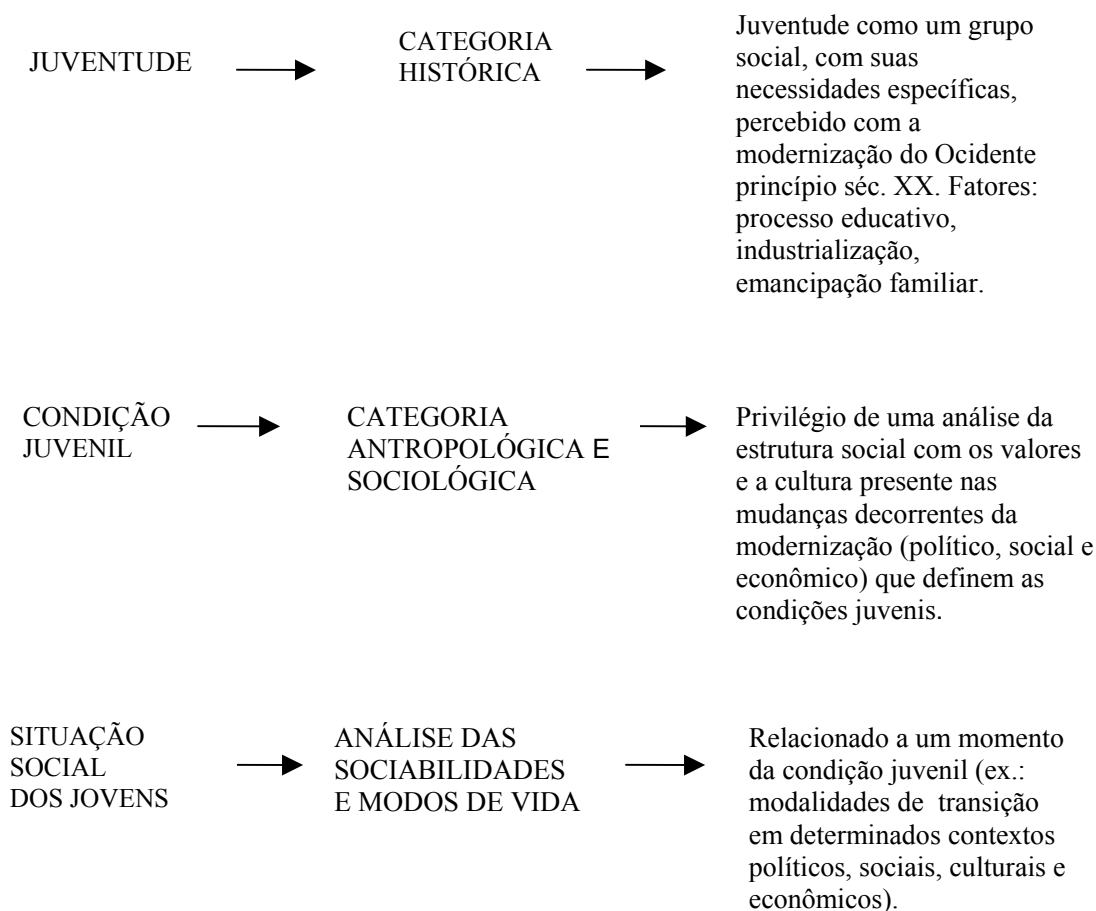 JUVENTUDE
CATEGORIA
HISTÓRICA
Juventude como um grupo
social, com suas
necessidades específicas,
percebido com a
modernização do Ocidente
princípio séc. XX. Fatores:
processo educativo,
industrialização,
emancipação familiar.
CONDIÇÃO
JUVENIL
CATEGORIA
ANTROPOLÓGICA E
SOCIOLÓGICA
Privilégio de uma análise da
estrutura social com os valores
e a cultura presente nas
mudanças decorrentes da
modernização (político, social e
econômico) que definem as
condições juvenis.
SITUAÇÃO
SOCIAL
DOS JOVENS
ANÁLISE DAS
SOCIABILIDADES
E MODOS DE VIDA
Relacionado a um momento
da condição juvenil (ex.:
modalidades de transição
em determinados contextos
políticos, sociais, culturais e
econômicos).